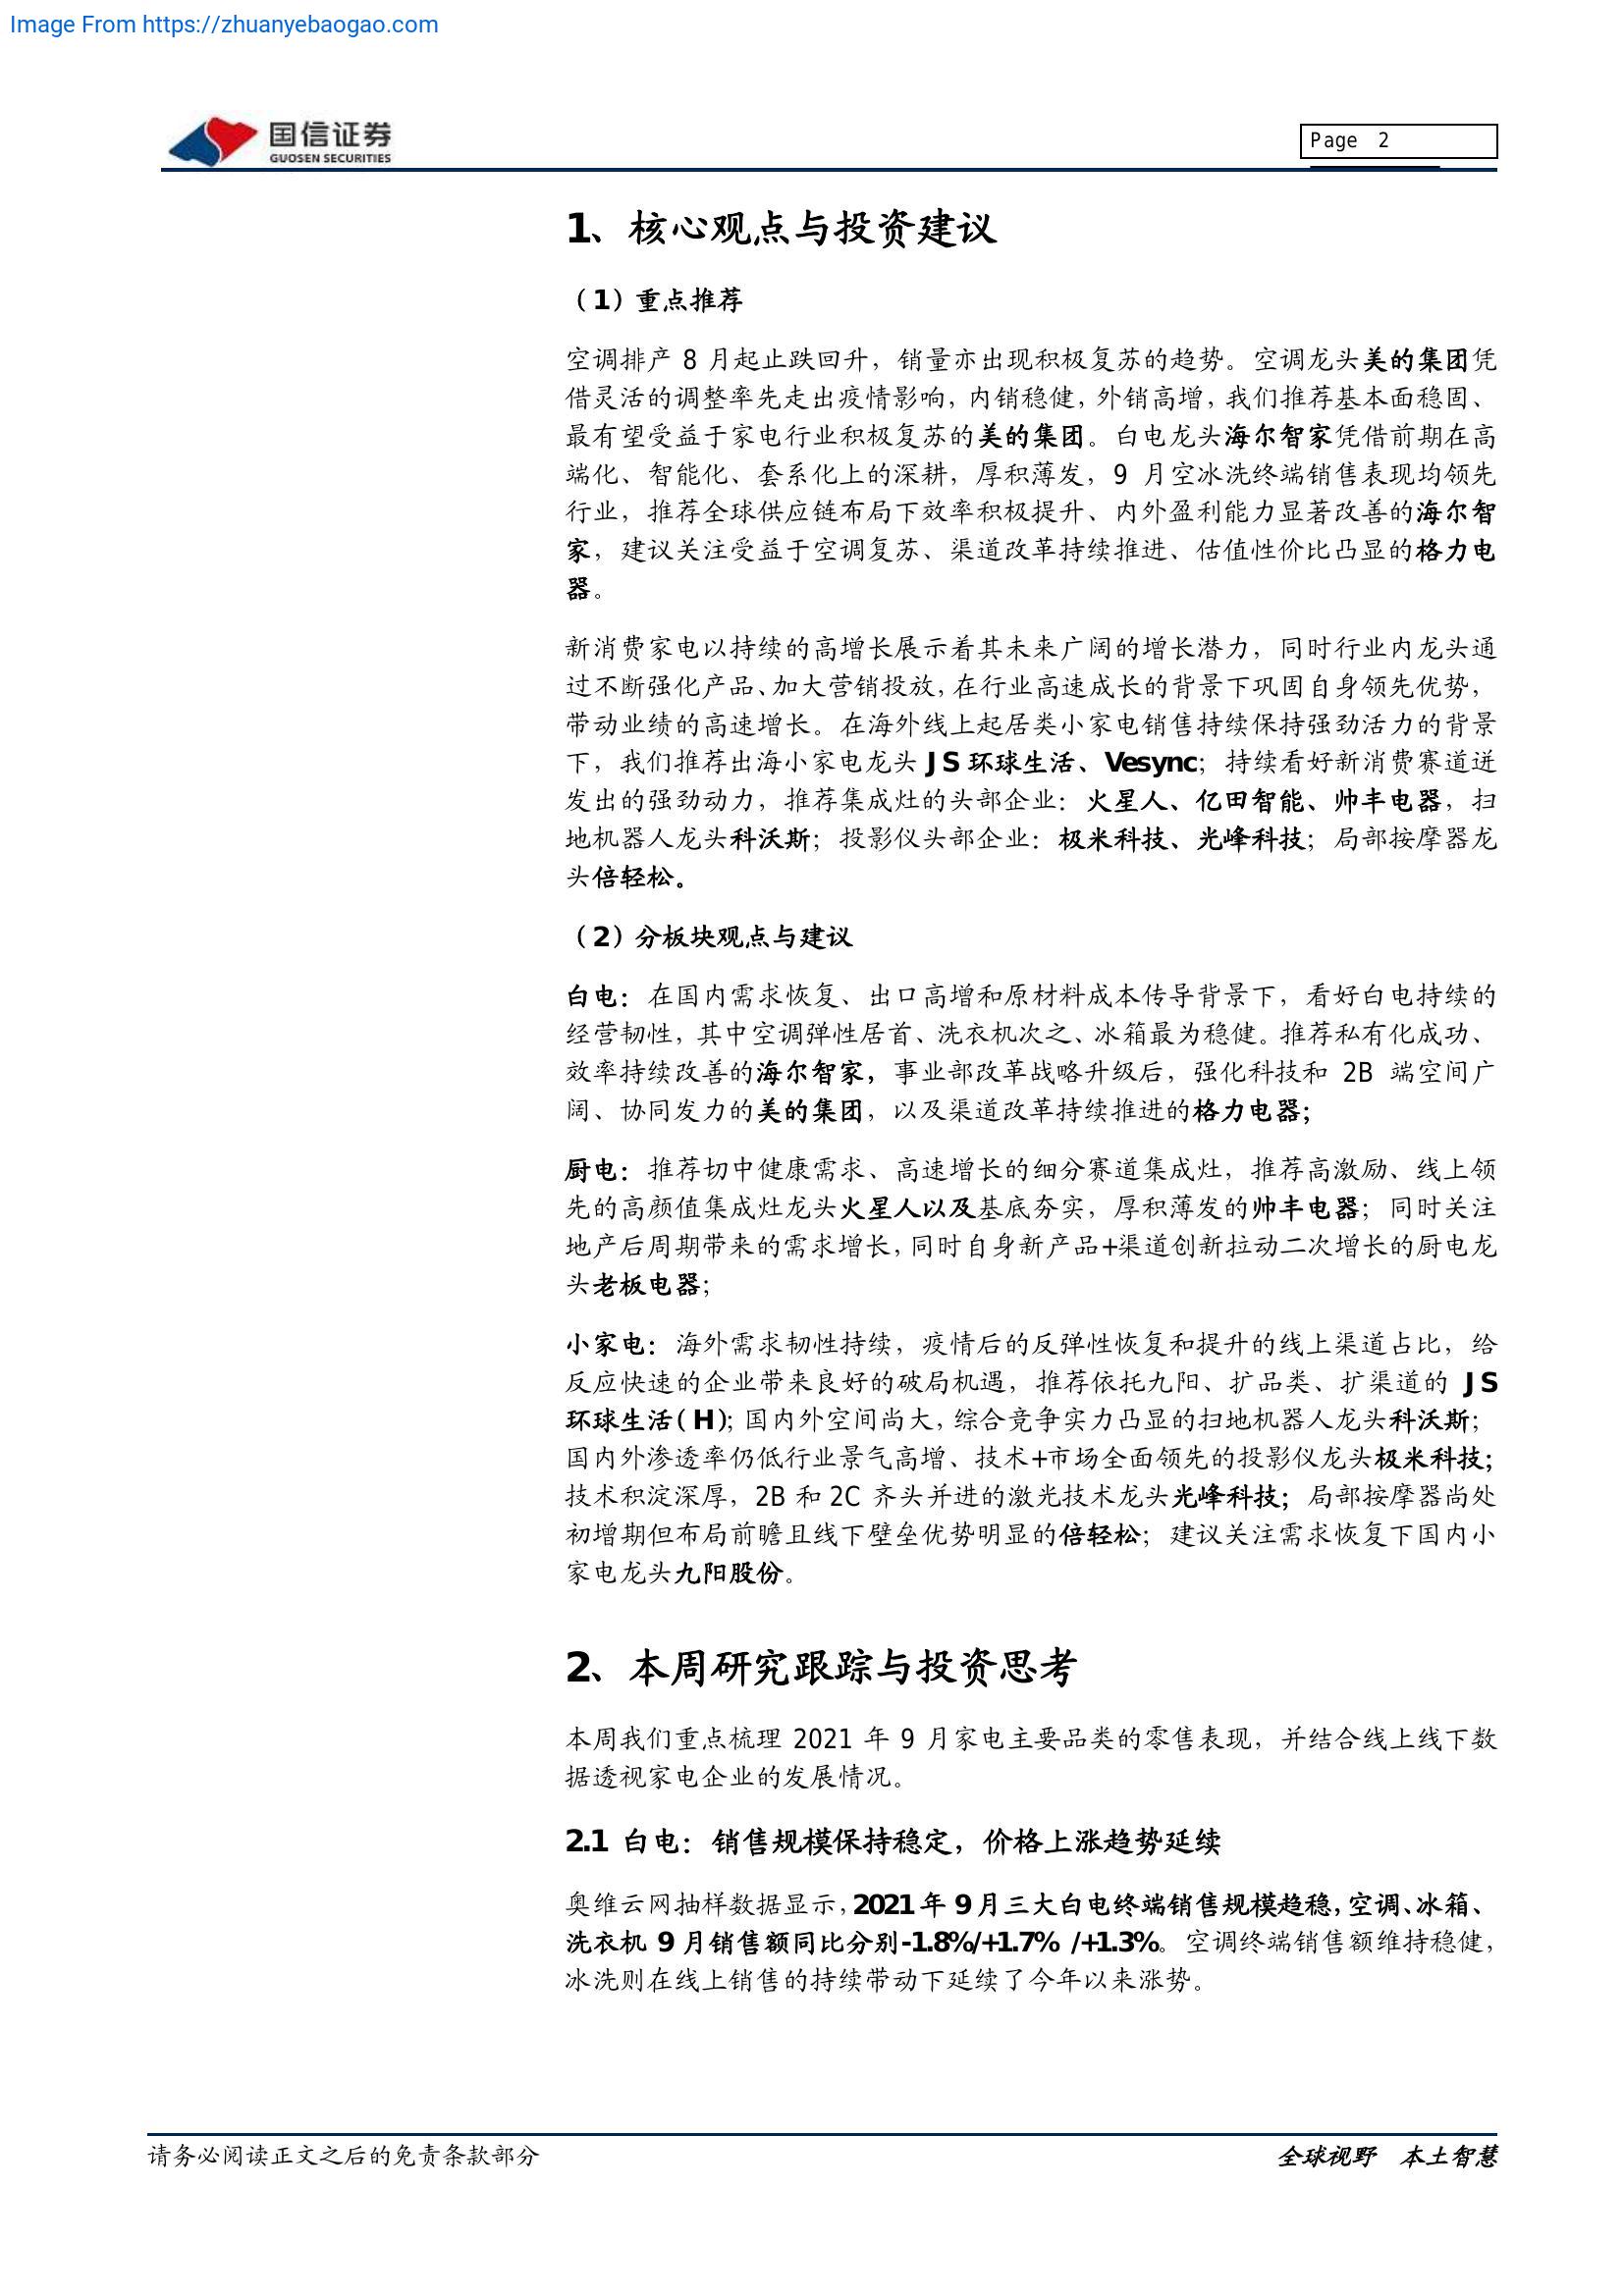 Image From https://zhuanyebaogao.com
国信证券
GUOSEN SECURITIES
Page 2
1、核心观点与投资建议
（1）重点推荐
空调排产 8 月起止跌回升，销量亦出现积极复苏的趋势。空调龙头美的集团凭
借灵活的调整率先走出疫情影响，内销稳健，外销高增，我们推荐基本面稳固、
最有望受益于家电行业积极复苏的美的集团。白电龙头海尔智家凭借前期在高
端化、智能化、套系化上的深耕，厚积薄发，9 月空冰洗终端销售表现均领先
行业，推荐全球供应链布局下效率积极提升、内外盈利能力显著改善的海尔智
家，建议关注受益于空调复苏、渠道改革持续推进、估值性价比凸显的格力电
器。
新消费家电以持续的高增长展示着其未来广阔的增长潜力，同时行业内龙头通
过不断强化产品、加大营销投放，在行业高速成长的背景下巩固自身领先优势，
带动业绩的高速增长。在海外线上起居类小家电销售持续保持强劲活力的背景
下，我们推荐出海小家电龙头 JS 环球生活、Vesync；持续看好新消费赛道迸
发出的强劲动力，推荐集成灶的头部企业：火星人、亿田智能、帅丰电器，扫
地机器人龙头科沃斯；投影仪头部企业：极米科技、光峰科技；局部按摩器龙
头倍轻松。
（2）分板块观点与建议
白电：在国内需求恢复、出口高增和原材料成本传导背景下，看好白电持续的
经营韧性，其中空调弹性居首、洗衣机次之、冰箱最为稳健。推荐私有化成功、
效率持续改善的海尔智家，事业部改革战略升级后，强化科技和 2B 端空间广
阔、协同发力的美的集团，以及渠道改革持续推进的格力电器；
厨电：推荐切中健康需求、高速增长的细分赛道集成灶，推荐高激励、线上领
先的高颜值集成灶龙头火星人以及基底夯实，厚积薄发的帅丰电器；同时关注
地产后周期带来的需求增长，同时自身新产品+渠道创新拉动二次增长的厨电龙
头老板电器；
小家电：海外需求韧性持续，疫情后的反弹性恢复和提升的线上渠道占比，给
反应快速的企业带来良好的破局机遇，推荐依托九阳、扩品类、扩渠道的 JS
环球生活（H）；国内外空间尚大，综合竞争实力凸显的扫地机器人龙头科沃斯；
国内外渗透率仍低行业景气高增、技术+市场全面领先的投影仪龙头极米科技；
技术积淀深厚，2B 和 2C 齐头并进的激光技术龙头光峰科技；局部按摩器尚处
初增期但布局前瞻且线下壁垒优势明显的倍轻松；建议关注需求恢复下国内小
家电龙头九阳股份。
2、本周研究跟踪与投资思考
本周我们重点梳理 2021 年 9 月家电主要品类的零售表现，并结合线上线下数
据透视家电企业的发展情况。
2.1 白电：销售规模保持稳定，价格上涨趋势延续
奥维云网抽样数据显示，2021 年 9 月三大白电终端销售规模趋稳，空调、冰箱、
洗衣机 9 月销售额同比分别-1.8%/+1.7% /+1.3%。空调终端销售额维持稳健，
冰洗则在线上销售的持续带动下延续了今年以来涨势。
请务必阅读正文之后的免责条款部分
全球视野 本土智慧